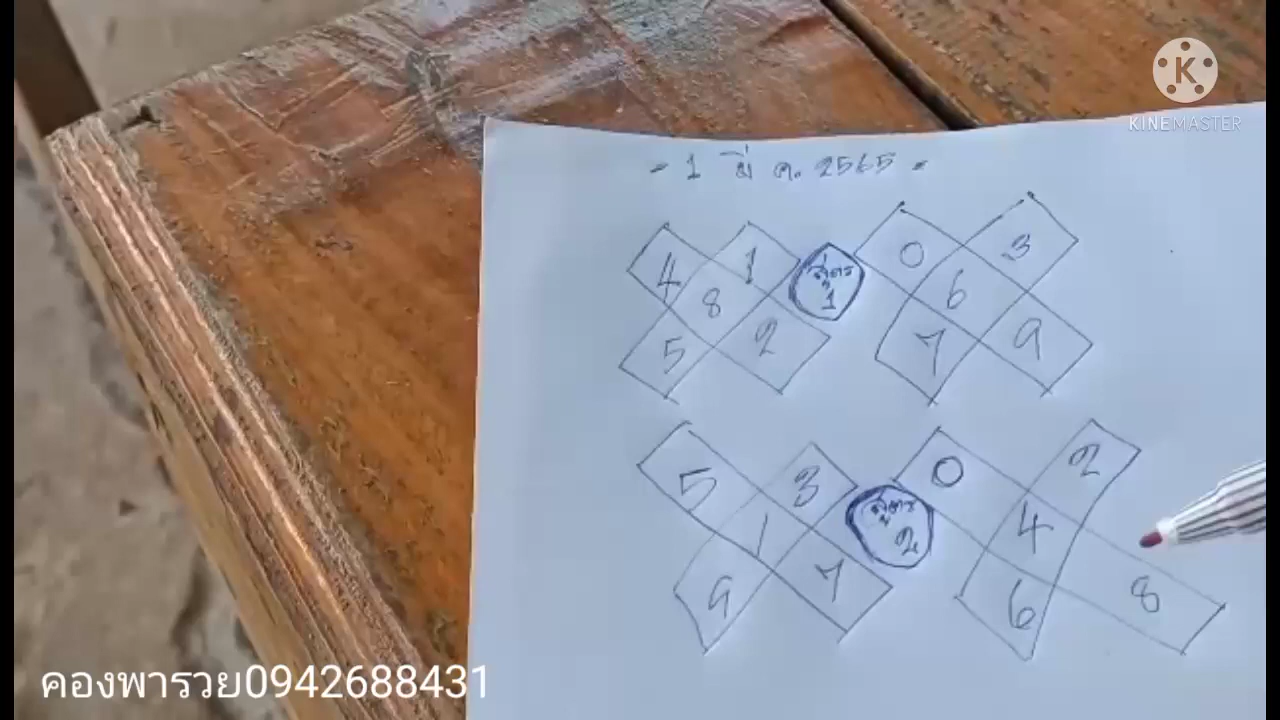 KINEMASTER
- 1 มี ค. 2565 -
4 1 สูตร 1 0 3
8 6
5 2 7 9
5 3 สูตร 2 0 2
1 4
9 7 6 8
คองพารวย0942688431